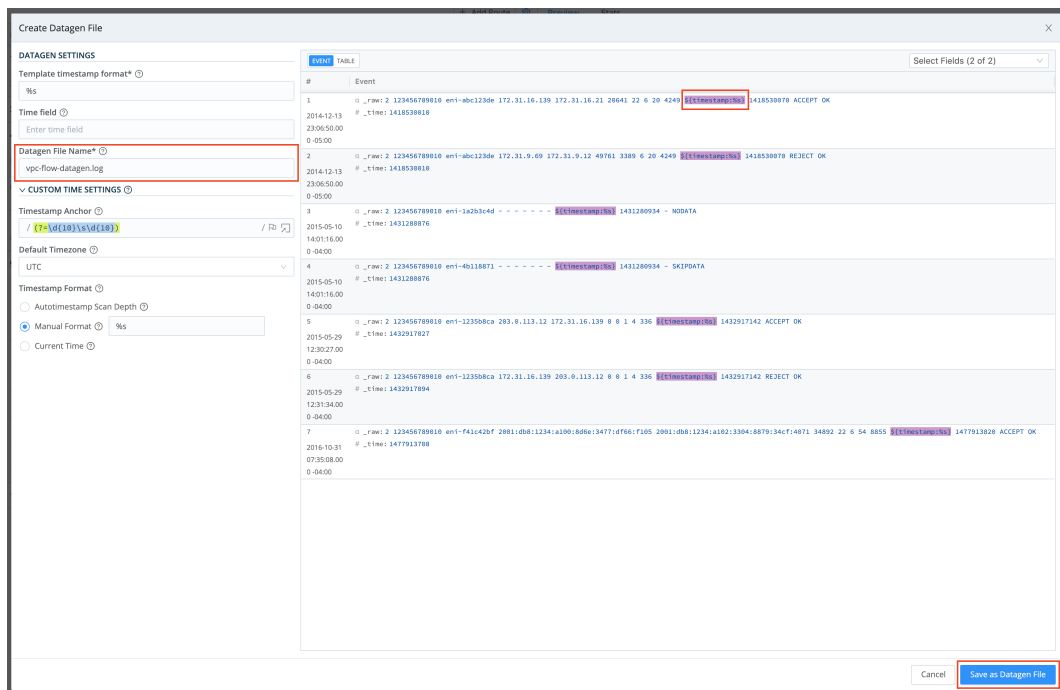 + Add Route Preview Stats
Create Datagen File
DATAGEN SETTINGS
Template timestamp format*
%s
Time field
Enter time field
Datagen File Name*
vpc-flow-datagen.log
CUSTOM TIME SETTINGS
Timestamp Anchor
/ (?=\d{10}\s\d{10}) /
Default Timezone
UTC
Timestamp Format
Autotimestamp Scan Depth
Manual Format %s
Current Time
EVENT TABLE
Select Fields (2 of 2)
# Event
1 α _raw: 2 123456789010 eni-abc123de 172.31.16.139 172.31.16.21 20641 22 6 20 4249 ${timestamp:%s} 1418530070 ACCEPT OK
2014-12-13 # _time: 1418530010
23:06:50.00
0 -05:00
2 α _raw: 2 123456789010 eni-abc123de 172.31.9.69 172.31.9.12 49761 3389 6 20 4249 ${timestamp:%s} 1418530070 REJECT OK
2014-12-13 # _time: 1418530010
23:06:50.00
0 -05:00
3 α _raw: 2 123456789010 eni-1a2b3c4d - - - - - - - ${timestamp:%s} 1431280934 - NODATA
2015-05-10 # _time: 1431280876
14:01:16.00
0 -04:00
4 α _raw: 2 123456789010 eni-4b118871 - - - - - - - ${timestamp:%s} 1431280934 - SKIPDATA
2015-05-10 # _time: 1431280876
14:01:16.00
0 -04:00
5 α _raw: 2 123456789010 eni-1235b8ca 203.0.113.12 172.31.16.139 0 0 1 4 336 ${timestamp:%s} 1432917142 ACCEPT OK
2015-05-29 # _time: 1432917027
12:30:27.00
0 -04:00
6 α _raw: 2 123456789010 eni-1235b8ca 172.31.16.139 203.0.113.12 0 0 1 4 336 ${timestamp:%s} 1432917142 REJECT OK
2015-05-29 # _time: 1432917094
12:31:34.00
0 -04:00
7 α _raw: 2 123456789010 eni-f41c42bf 2001:db8:1234:a100:8d6e:3477:df66:f105 2001:db8:1234:a102:3304:8879:34cf:4071 34892 22 6 54 8855 ${timestamp:%s} 1477913820 ACCEPT OK
2016-10-31 # _time: 1477913708
07:35:08.00
0 -04:00
Cancel Save as Datagen File